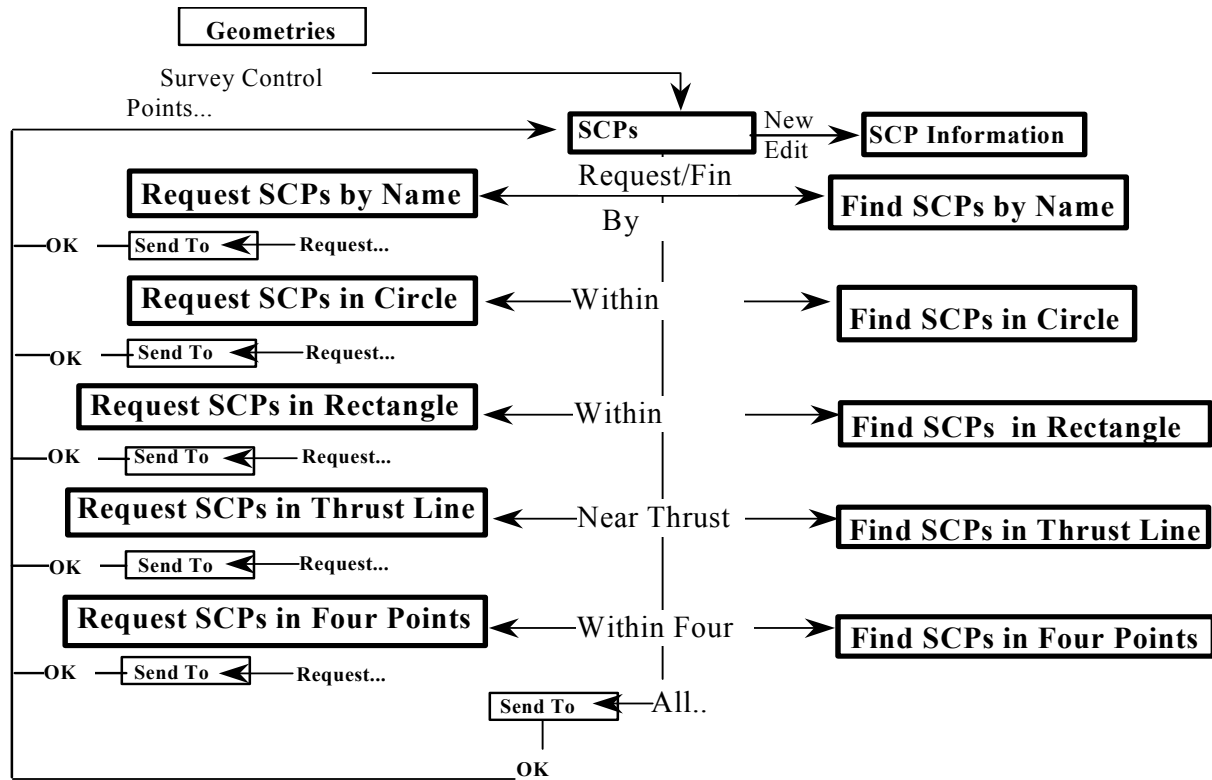 Geometries
Survey Control
Points...
SCPs
New
Edit
SCP Information
Request/Fin
Request SCPs by Name
By
Find SCPs by Name
OK
Send To
Request...
Request SCPs in Circle
Within
Find SCPs in Circle
OK
Send To
Request...
Request SCPs in Rectangle
Within
Find SCPs in Rectangle
OK
Send To
Request...
Request SCPs in Thrust Line
Near Thrust
Find SCPs in Thrust Line
OK
Send To
Request...
Request SCPs in Four Points
Within Four
Find SCPs in Four Points
OK
Send To
Request...
Send To
All..
OK